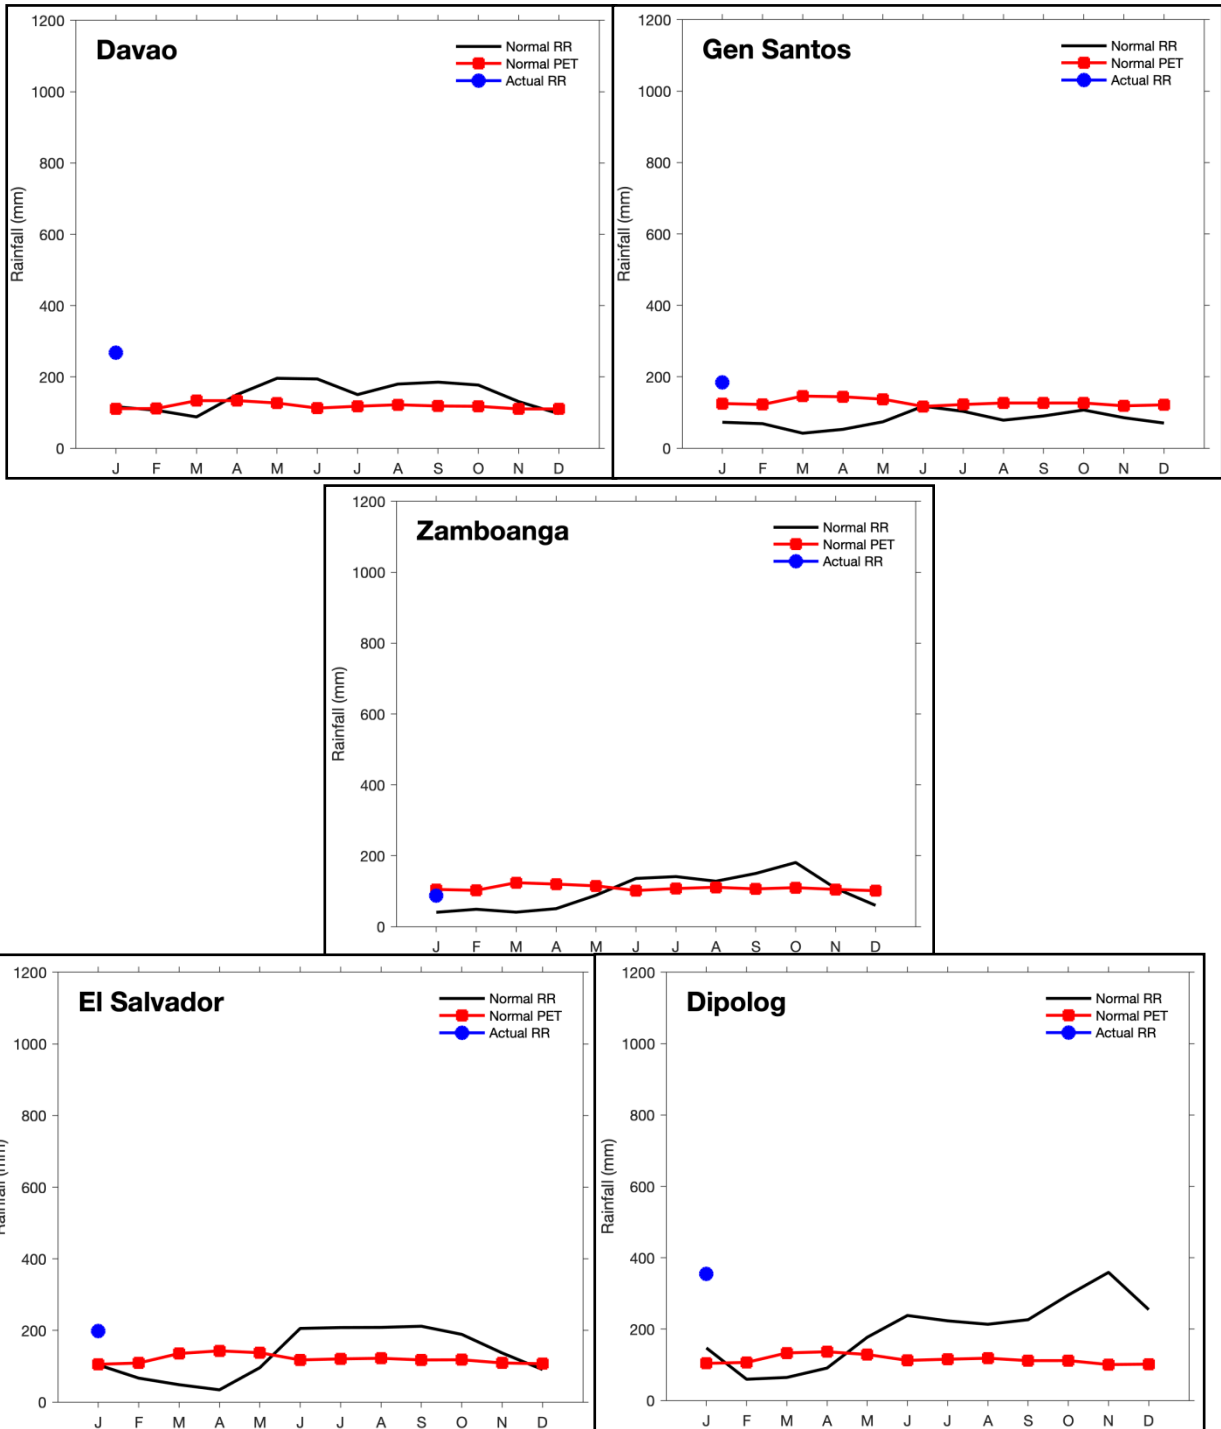 Davao
Normal RR
Normal PET
Actual RR
1200
1000
800
600
400
200
0
Rainfall (mm)
J F M A M J J A S O N D
Gen Santos
Normal RR
Normal PET
Actual RR
1200
1000
800
600
400
200
0
Rainfall (mm)
J F M A M J J A S O N D
Zamboanga
Normal RR
Normal PET
Actual RR
1200
1000
800
600
400
200
0
Rainfall (mm)
J F M A M J J A S O N D
El Salvador
Normal RR
Normal PET
Actual RR
1200
1000
800
600
400
200
0
Rainfall (mm)
J F M A M J J A S O N D
Dipolog
Normal RR
Normal PET
Actual RR
1200
1000
800
600
400
200
0
Rainfall (mm)
J F M A M J J A S O N D